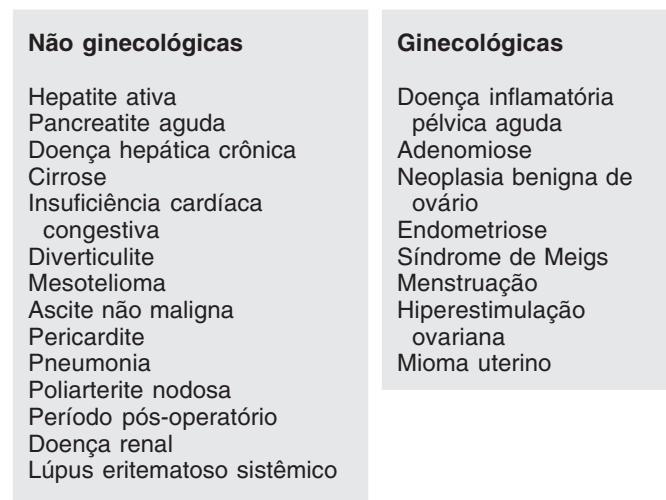 Não ginecológicas
Hepatite ativa
Pancreatite aguda
Doença hepática crônica
Cirrose
Insuficiência cardíaca
congestiva
Diverticulite
Mesotelioma
Ascite não maligna
Pericardite
Pneumonia
Poliarterite nodosa
Período pós-operatório
Doença renal
Lúpus eritematoso sistêmico
Ginecológicas
Doença inflamatória
pélvica aguda
Adenomiose
Neoplasia benigna de
ovário
Endometriose
Síndrome de Meigs
Menstruação
Hiperestimulação
ovariana
Mioma uterino